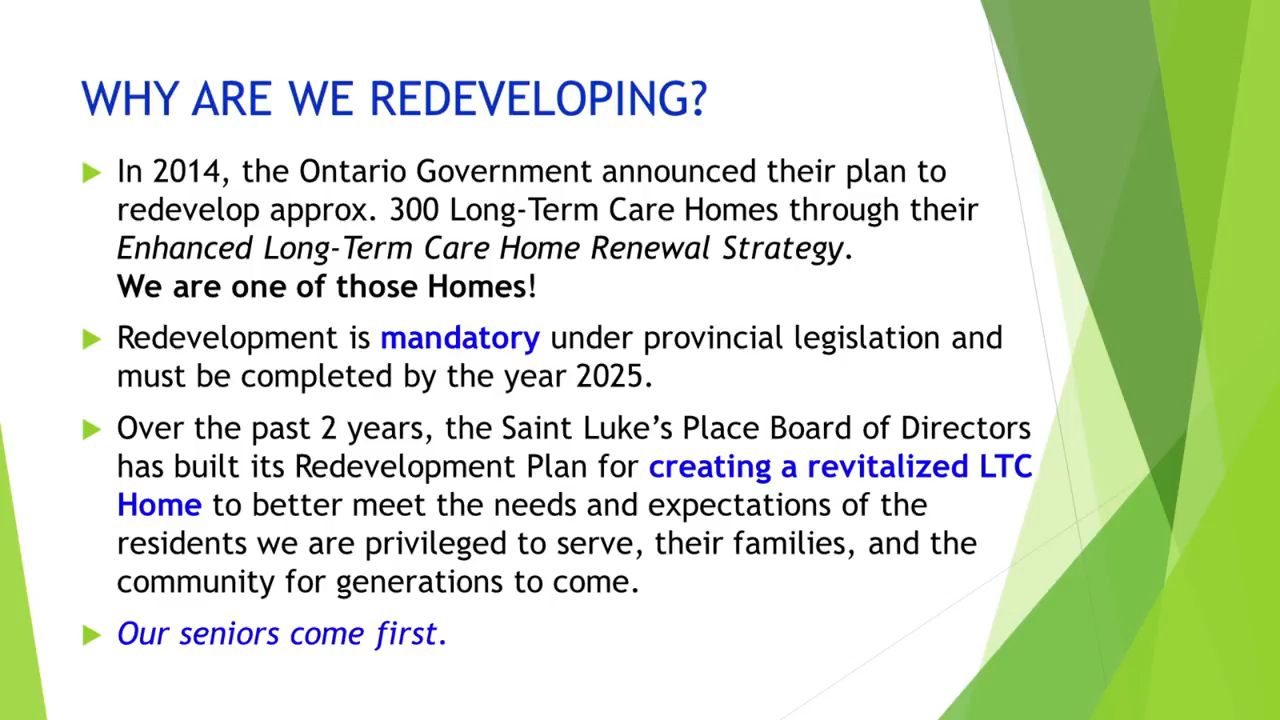 WHY ARE WE REDEVELOPING?
In 2014, the Ontario Government announced their plan to
redevelop approx. 300 Long-Term Care Homes through their
Enhanced Long-Term Care Home Renewal Strategy.
We are one of those Homes!
Redevelopment is mandatory under provincial legislation and
must be completed by the year 2025.
Over the past 2 years, the Saint Luke’s Place Board of Directors
has built its Redevelopment Plan for creating a revitalized LTC
Home to better meet the needs and expectations of the
residents we are privileged to serve, their families, and the
community for generations to come.
Our seniors come first.